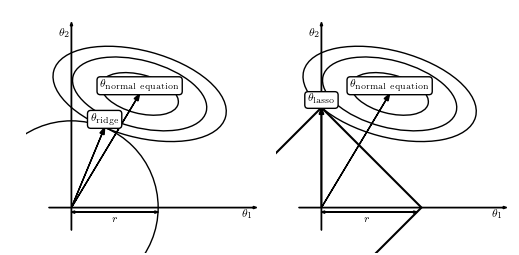 θ₂
θnormal equation
θridge
θ₁
r
θ₂
θnormal equation
θlasso
θ₁
r